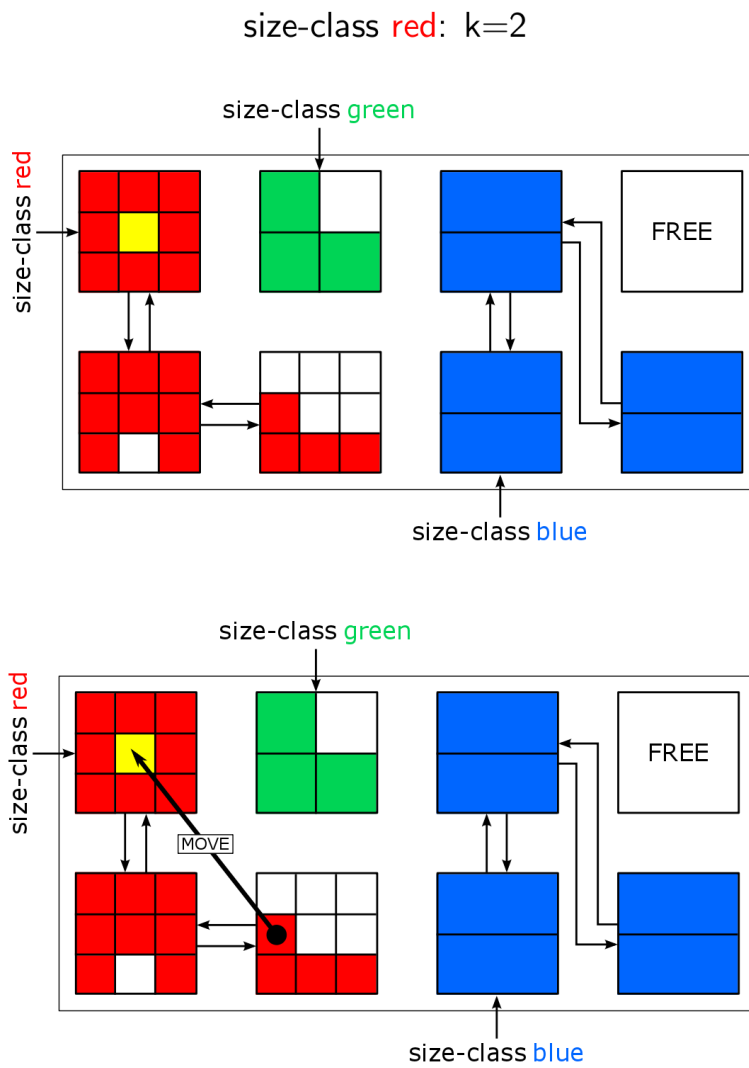 size-class red: k=2
size-class green
size-class red
FREE
size-class blue
size-class green
size-class red
FREE
MOVE
size-class blue